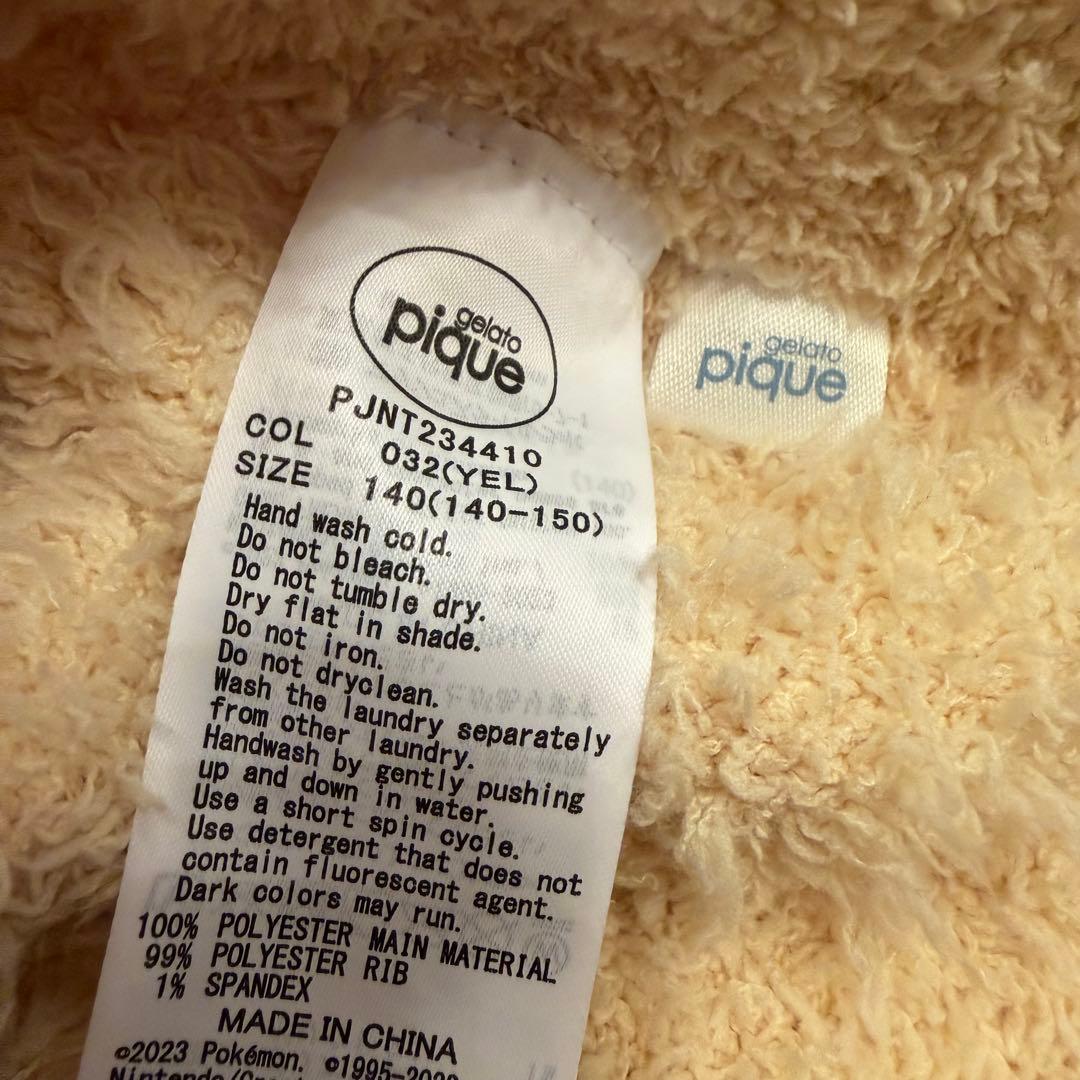 gelato
pique
PJNT234410
COL 032(YEL)
SIZE 140(140-150)
Hand wash cold.
Do not bleach.
Do not tumble dry.
Dry flat in shade.
Do not iron.
Do not dryclean.
Wash the laundry separately
from other laundry.
Handwash by gently pushing
up and down in water.
Use a short spin cycle.
Use detergent that does not
contain fluorescent agent.
Dark colors may run.
100% POLYESTER MAIN MATERIAL
99% POLYESTER RIB
1% SPANDEX
MADE IN CHINA
©2023 Pokémon. ©1995-
gelato
pique